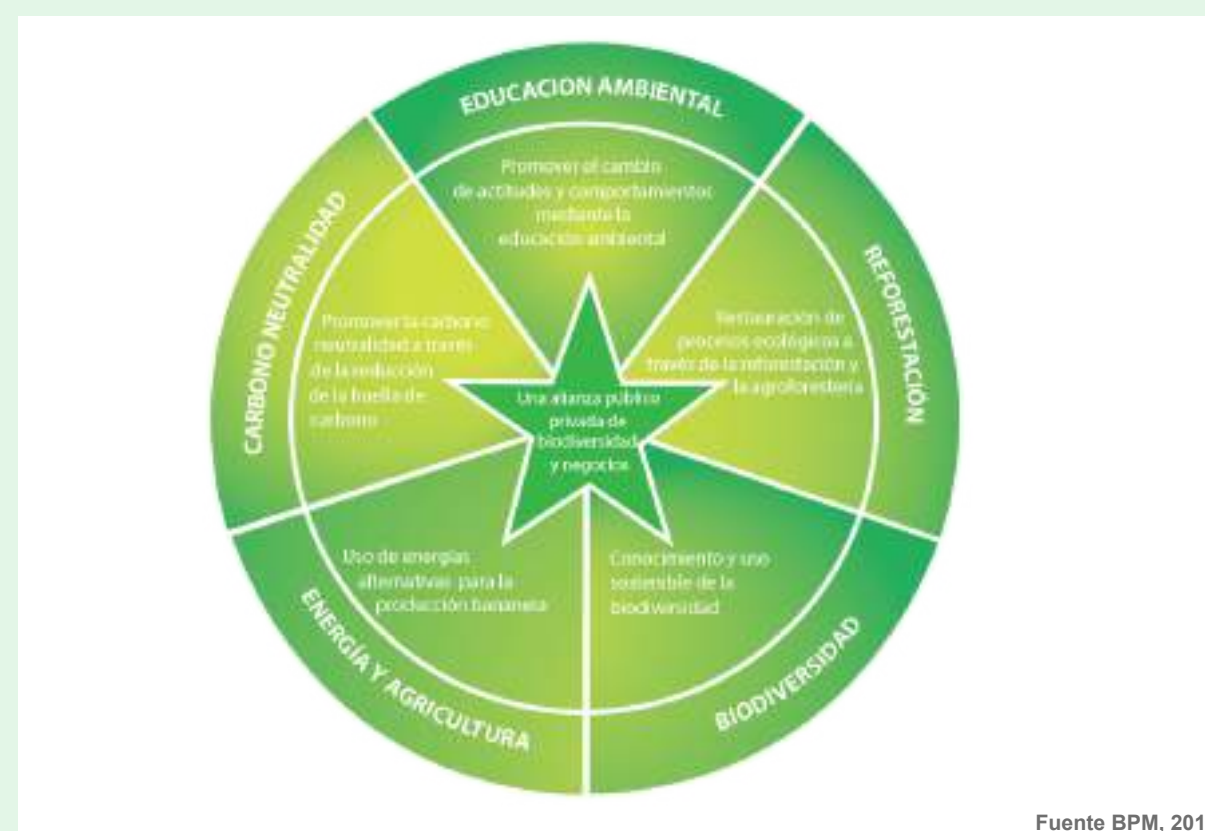 EDUCACION AMBIENTAL
Promover el cambio
de actitudes y comportamientos
mediante la
educación ambiental
REFORESTACIÓN
Restauración de
procesos ecológicos a
través de la reforestación y
la agroforestería
BIODIVERSIDAD
Conocimiento y uso
sostenible de la
biodiversidad
ENERGÍA Y AGRICULTURA
Uso de energías
alternativas para la
producción bananera
CARBONO NEUTRALIDAD
Promover la carbono
neutralidad a través
de la reducción
de la huella de
carbono
Una alianza público
privada de
biodiversidad
y negocios
Fuente BPM, 201